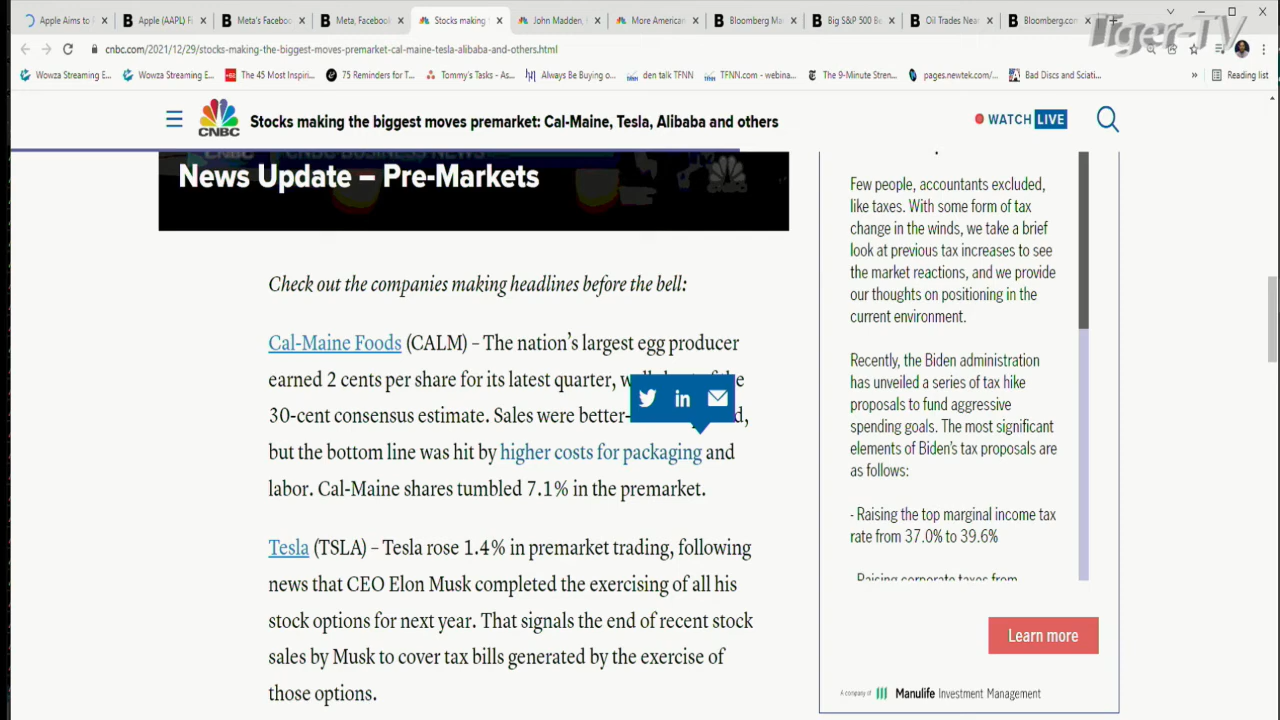 Apple Aims to
Apple (AAPL) Fi
Meta's Facebo
Meta, Facebook
Stocks making
John Madden,
More American
Bloomberg Ma
Big S&P 500 Be
Oil Trades Near
Bloomberg.com
Tiger-TV
cnbc.com/2021/12/29/stocks-making-the-biggest-moves-premarket-cal-maine-tesla-alibaba-and-others.html
Wowza Streaming E...
Wowza Streaming E...
The 45 Most Inspiri...
75 Reminders for T...
Tommy's Tasks - As...
Always Be Buying o...
den talk TFNN
TFNN.com - webina...
The 9-Minute Stren...
pages.newtek.com/...
Bad Discs and Sciati...
»
Reading list
CNBC
Stocks making the biggest moves premarket: Cal-Maine, Tesla, Alibaba and others
WATCH LIVE
News Update – Pre-Markets
Check out the companies making headlines before the bell:
Cal-Maine Foods (CALM) – The nation's largest egg producer
earned 2 cents per share for its latest quarter,
30-cent consensus estimate. Sales were better-
but the bottom line was hit by higher costs for packaging and
labor. Cal-Maine shares tumbled 7.1% in the premarket.
Tesla (TSLA) – Tesla rose 1.4% in premarket trading, following
news that CEO Elon Musk completed the exercising of all his
stock options for next year. That signals the end of recent stock
sales by Musk to cover tax bills generated by the exercise of
those options.
Few people, accountants excluded,
like taxes. With some form of tax
change in the winds, we take a brief
look at previous tax increases to see
the market reactions, and we provide
our thoughts on positioning in the
current environment.
Recently, the Biden administration
has unveiled a series of tax hike
proposals to fund aggressive
spending goals. The most significant
elements of Biden's tax proposals are
as follows:
- Raising the top marginal income tax
rate from 37.0% to 39.6%
- Raising corporate taxes from
Learn more
A company of Manulife Investment Management